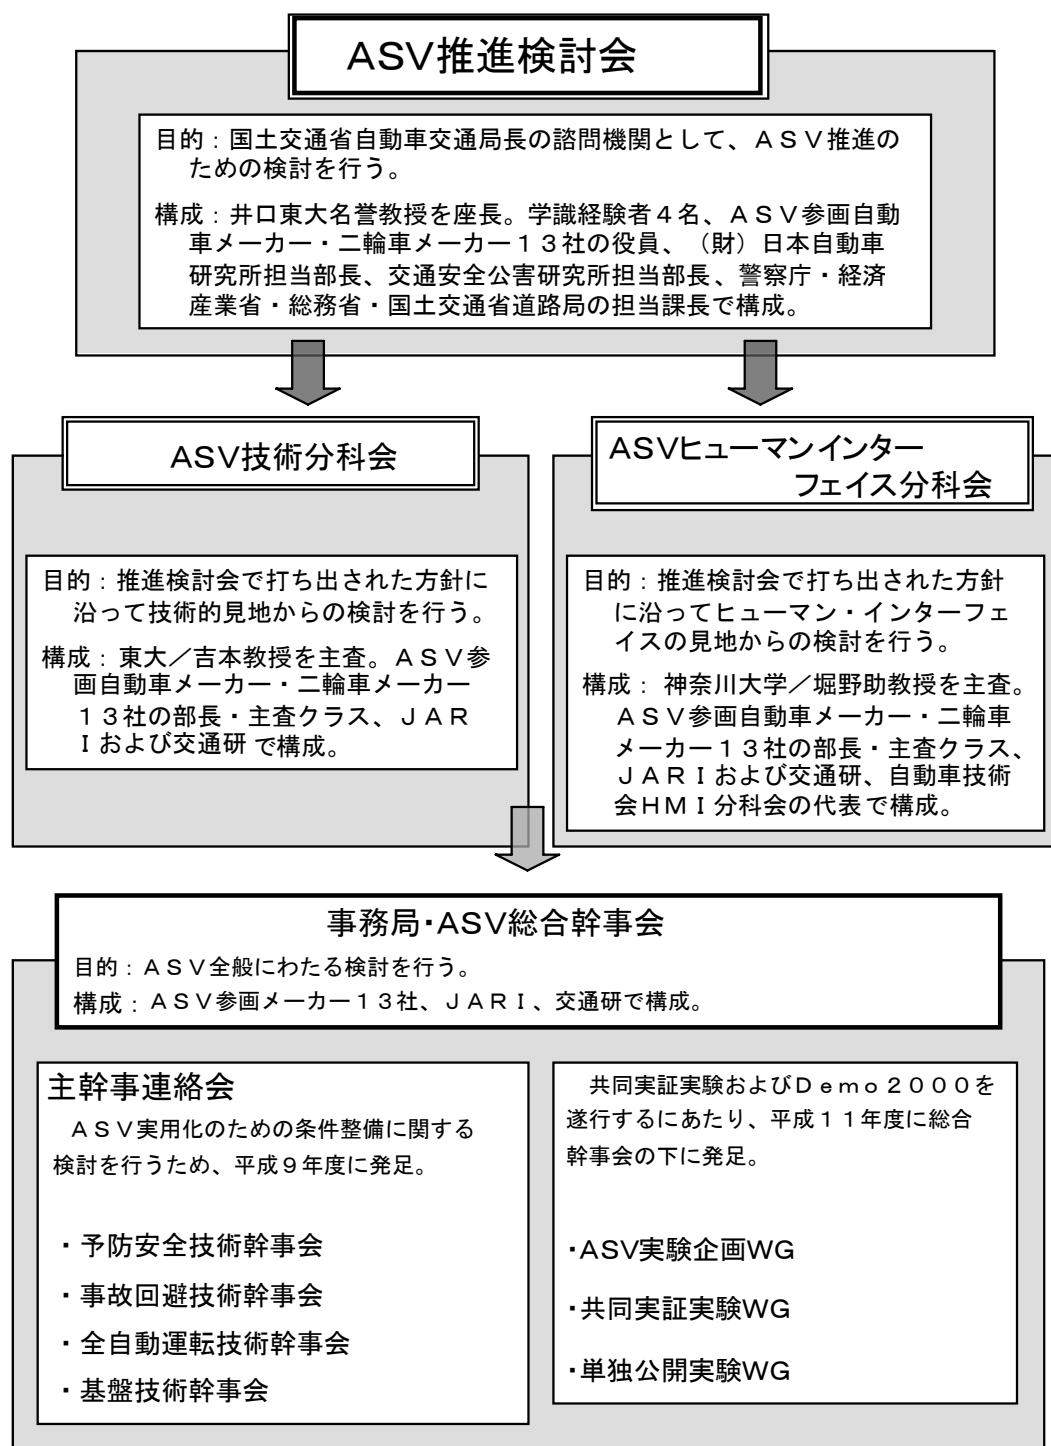 ASV推進検討会
目的：国土交通省自動車交通局長の諮問機関として、ＡＳＶ推進の
ための検討を行う。
構成：井口東大名誉教授を座長。学識経験者４名、ＡＳＶ参画自動
車メーカー・二輪車メーカー１３社の役員、（財）日本自動車
研究所担当部長、交通安全公害研究所担当部長、警察庁・経済
産業省・総務省・国土交通省道路局の担当課長で構成。
ASV技術分科会
目的：推進検討会で打ち出された方針に
沿って技術的見地からの検討を行う。
構成：東大／吉本教授を主査。ＡＳＶ参
画自動車メーカー・二輪車メーカー
１３社の部長・主査クラス、ＪＡＲ
Ｉおよび交通研で構成。
ASVヒューマンインター
フェイス分科会
目的：推進検討会で打ち出された方針
に沿ってヒューマン・インターフェ
イスの見地からの検討を行う。
構成：神奈川大学／堀野助教授を主査。
ＡＳＶ参画自動車メーカー・二輪車
メーカー１３社の部長・主査クラス、
ＪＡＲＩおよび交通研、自動車技術
会ＨＭＩ分科会の代表で構成。
事務局・ASV総合幹事会
目的：ＡＳＶ全般にわたる検討を行う。
構成：ＡＳＶ参画メーカー１３社、ＪＡＲＩ、交通研で構成。
主幹事連絡会
ＡＳＶ実用化のための条件整備に関する
検討を行うため、平成９年度に発足。
・予防安全技術幹事会
・事故回避技術幹事会
・全自動運転技術幹事会
・基盤技術幹事会
共同実証実験およびＤｅｍｏ２０００を
遂行するにあたり、平成１１年度に総合
幹事会の下に発足。
・ASV実験企画WG
・共同実証実験WG
・単独公開実験WG